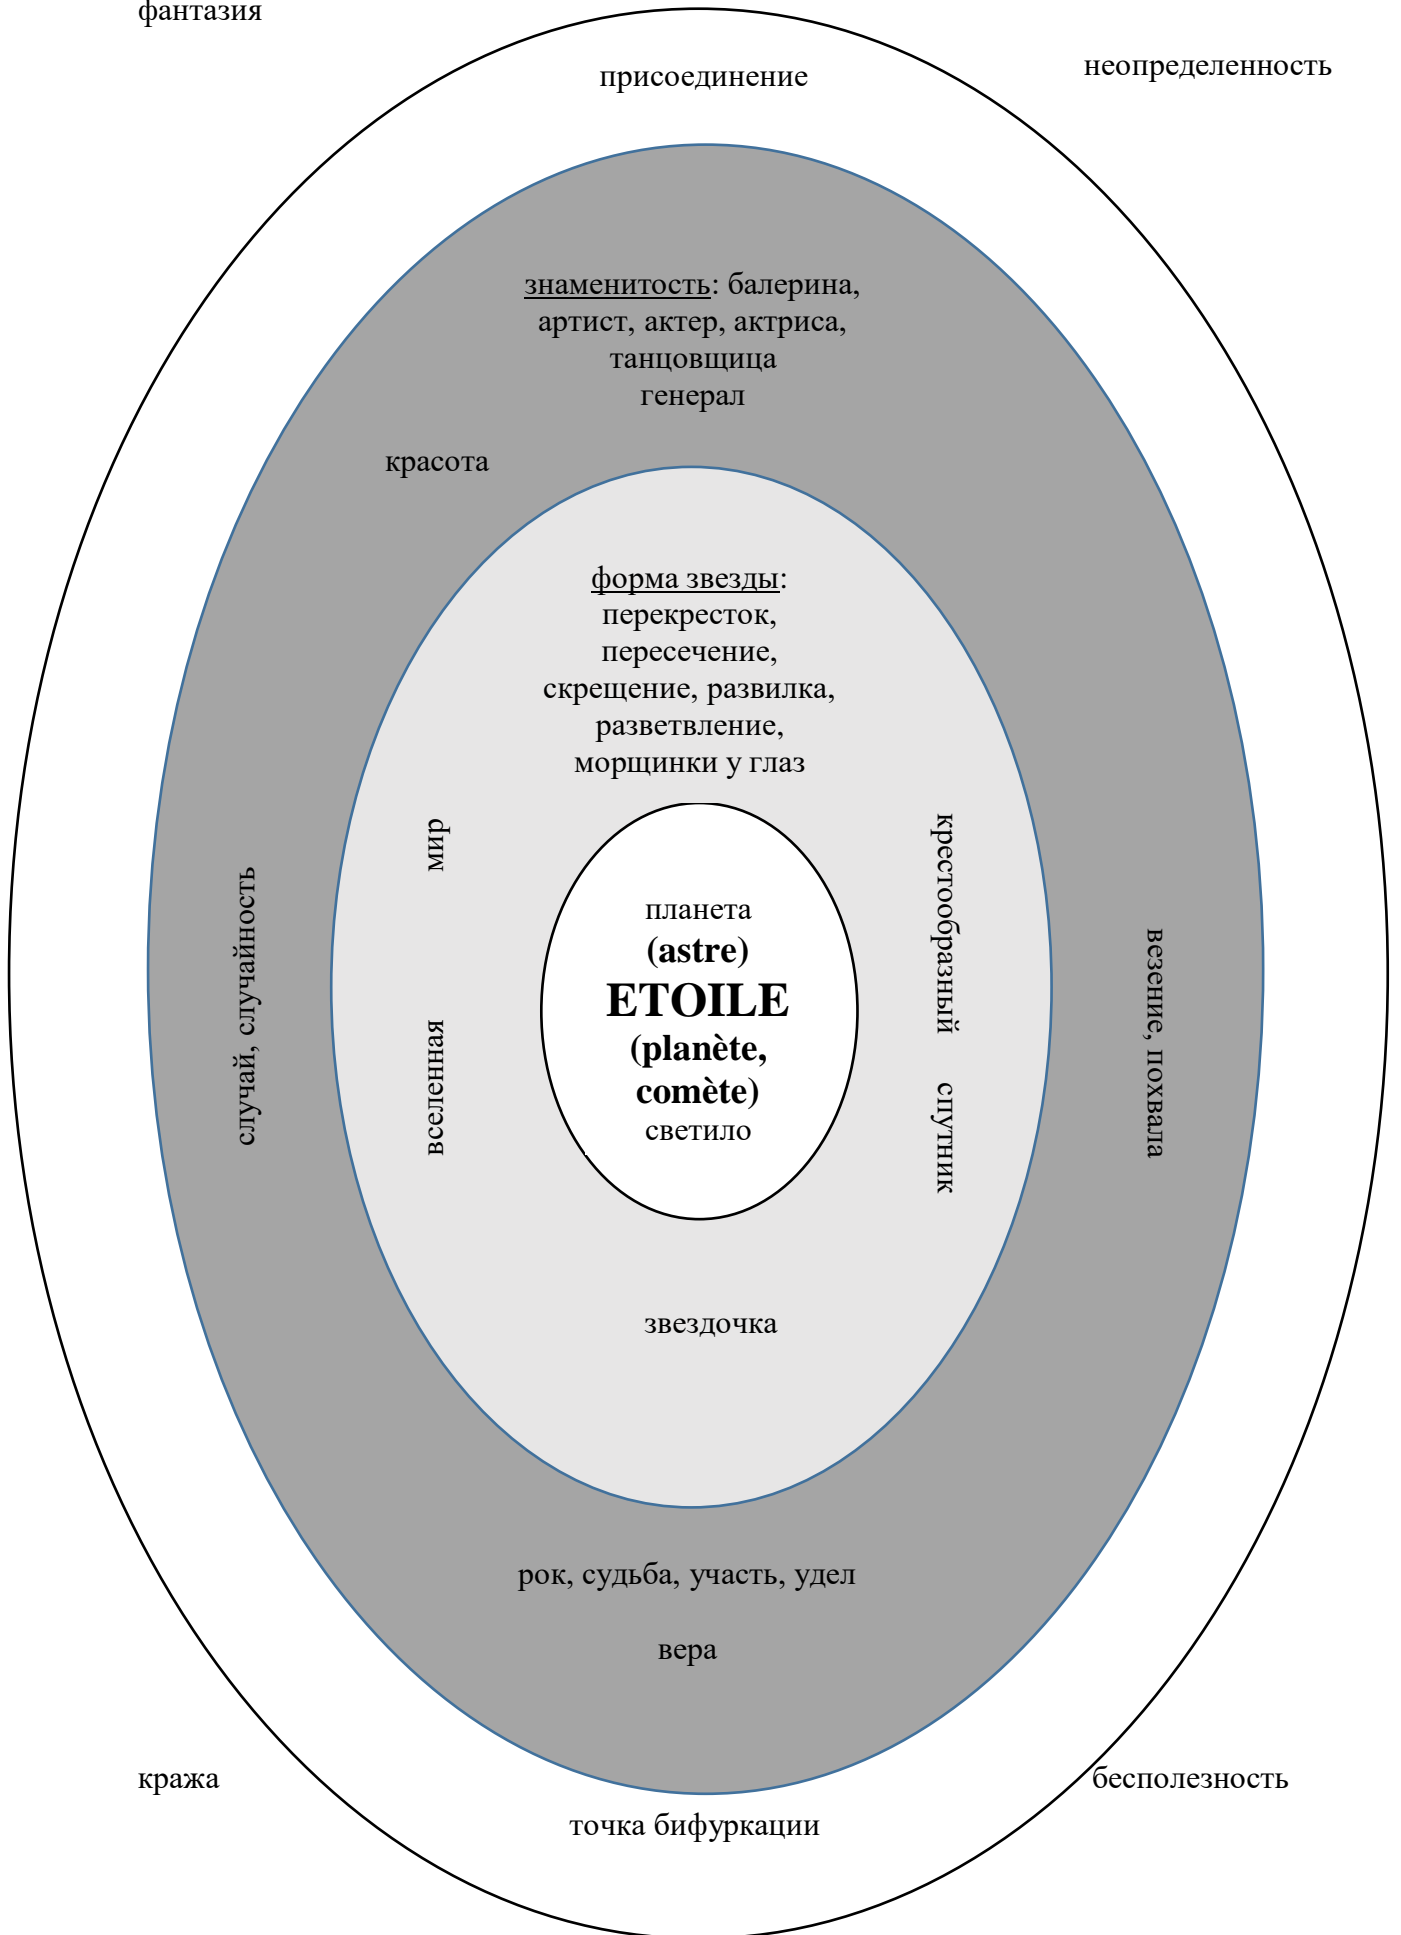 фантазия
неопределенность
присоединение
знаменитость: балерина,
артист, актер, актриса,
танцовщица
генерал
красота
форма звезды:
перекресток,
пересечение,
скрещение, развилка,
разветвление,
морщинки у глаз
мир
вселенная
крестообразный
спутник
случай, случайность
везение, похвала
планета
(astre)
ETOILE
(planète,
comète)
светило
звездочка
рок, судьба, участь, удел
вера
кража
бесполезность
точка бифуркации